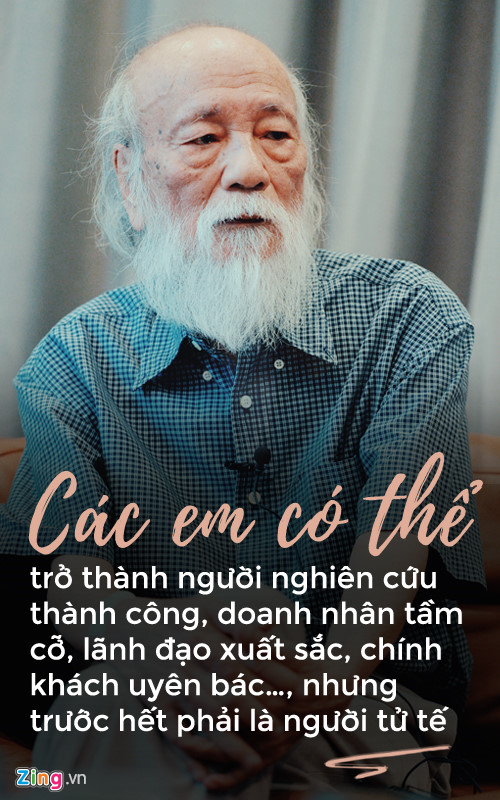 Các em có thể
trở thành người nghiên cứu
thành công, doanh nhân tầm
cỡ, lãnh đạo xuất sắc, chính
khách uyên bác..., nhưng
trước hết phải là người tử tế
Zing.vn